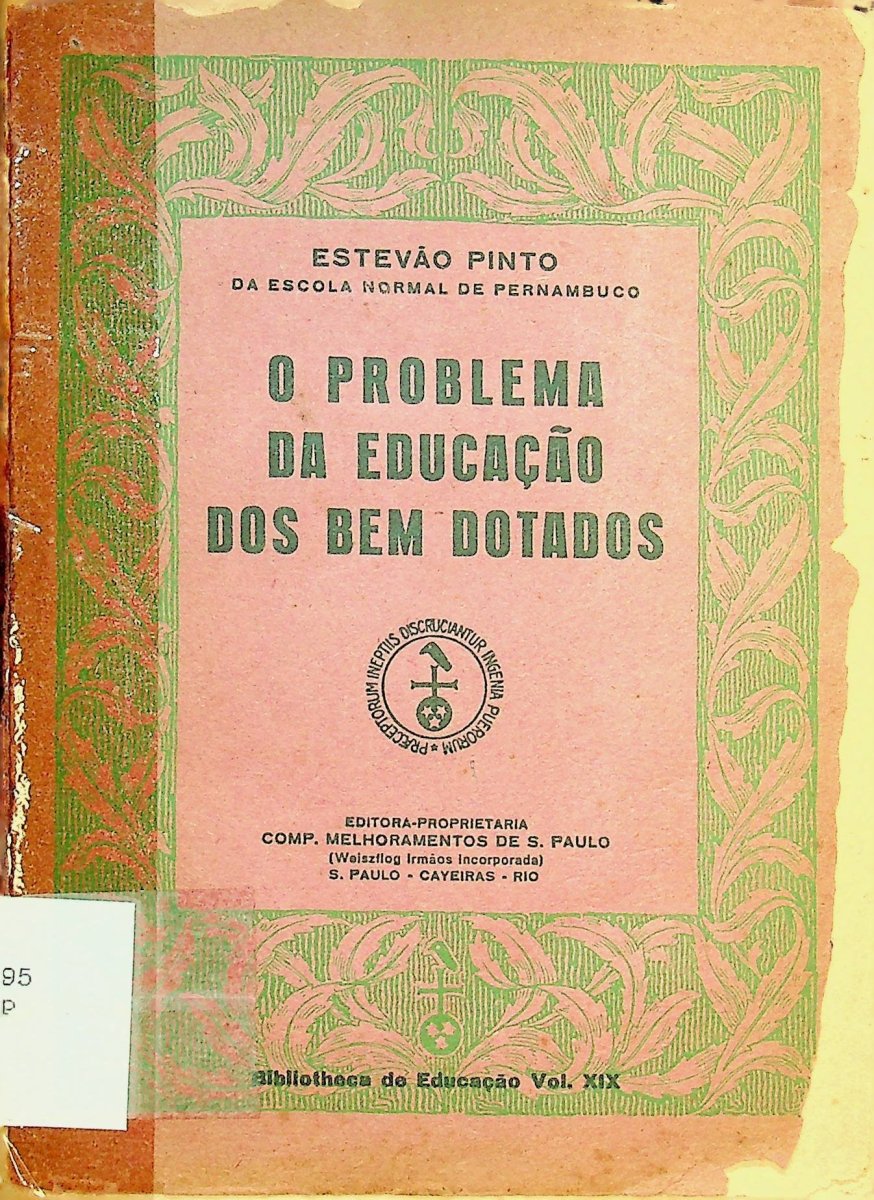 ESTEVÃO PINTO
DA ESCOLA NORMAL DE PERNAMBUCO
O PROBLEMA
DA EDUCAÇÃO
DOS BEM DOTADOS
PRÆCEPTORUM INEPTIIS DISCRUCIANTUR INGENIA PUERORUM *
EDITORA-PROPRIETARIA
COMP. MELHORAMENTOS DE S. PAULO
(Weiszflog Irmãos incorporada)
S. PAULO - CAYEIRAS - RIO
95
p
Bibliotheca de Educação Vol. XIX